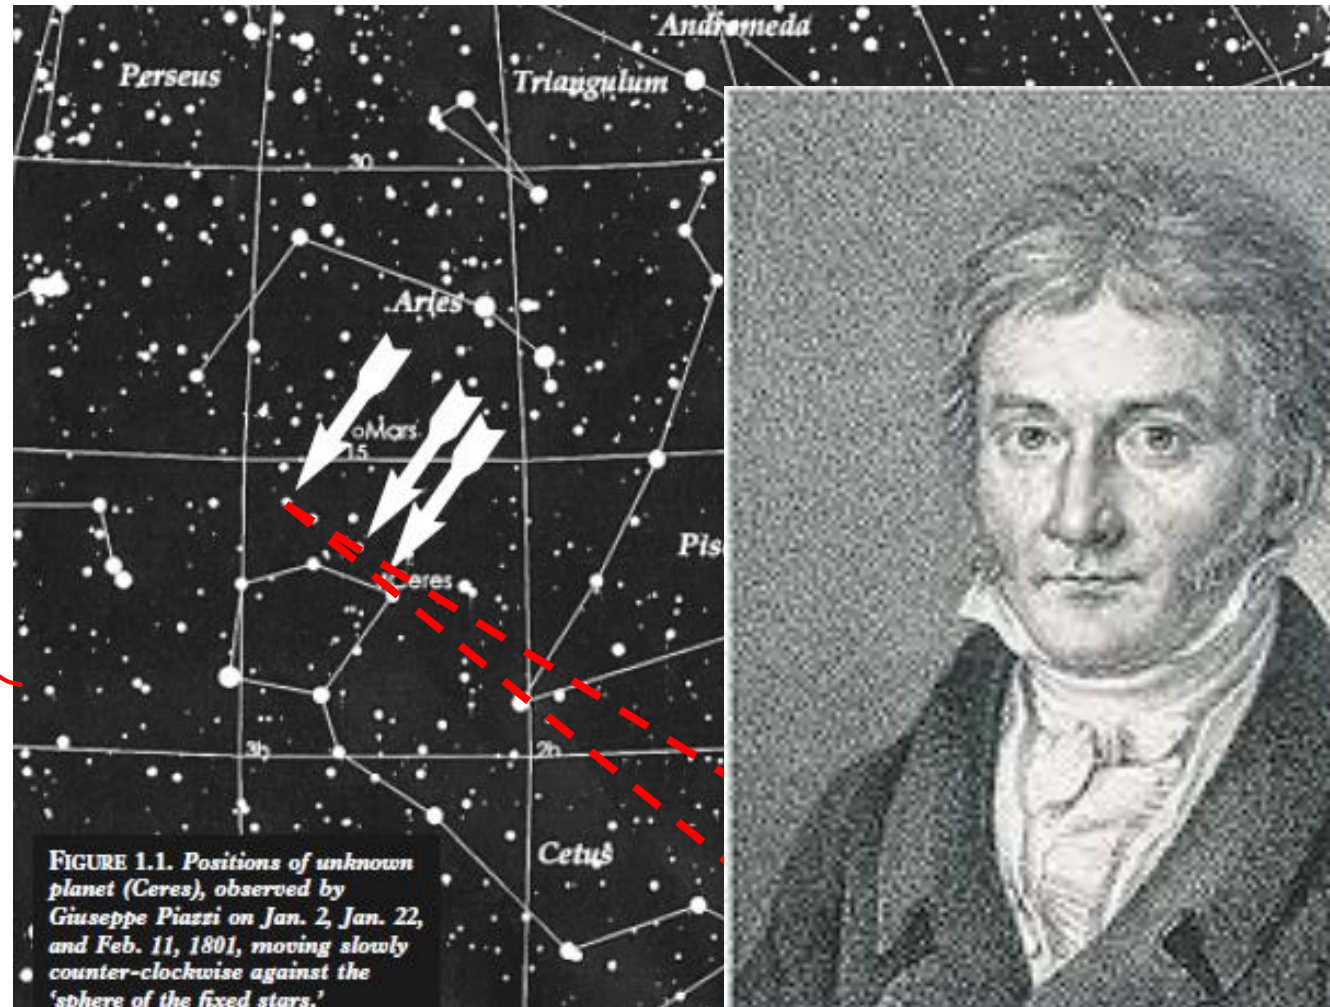 Andromeda
Perseus
Triangulum
30
Aries
4
Mars
15
Ceres
3h
2h
Cetus
FIGURE 1.1. Positions of unknown
planet (Ceres), observed by
Giuseppe Piazzi on Jan. 2, Jan. 22,
and Feb. 11, 1801, moving slowly
counter-clockwise against the
‘sphere of the fixed stars.’